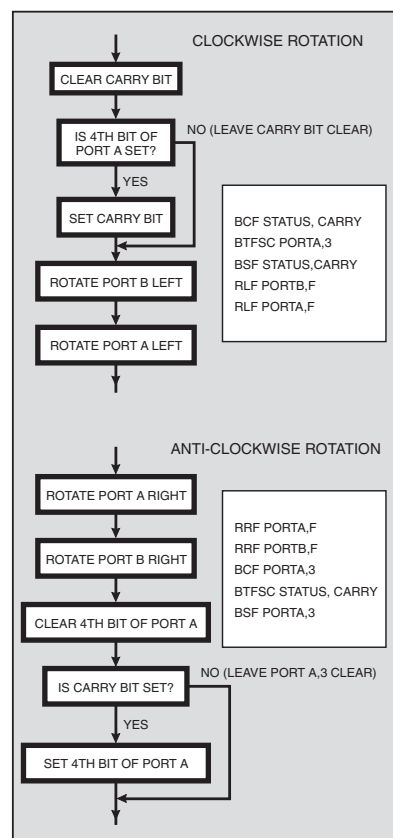 CLOCKWISE ROTATION
CLEAR CARRY BIT
IS 4TH BIT OF
PORT A SET?
NO (LEAVE CARRY BIT CLEAR)
YES
SET CARRY BIT
ROTATE PORT B LEFT
ROTATE PORT A LEFT
BCF STATUS, CARRY
BTFSC PORTA,3
BSF STATUS,CARRY
RLF PORTB,F
RLF PORTA,F
ANTI-CLOCKWISE ROTATION
ROTATE PORT A RIGHT
ROTATE PORT B RIGHT
CLEAR 4TH BIT OF PORT A
IS CARRY BIT SET?
NO (LEAVE PORT A,3 CLEAR)
YES
SET 4TH BIT OF PORT A
RRF PORTA,F
RRF PORTB,F
BCF PORTA,3
BTFSC STATUS, CARRY
BSF PORTA,3